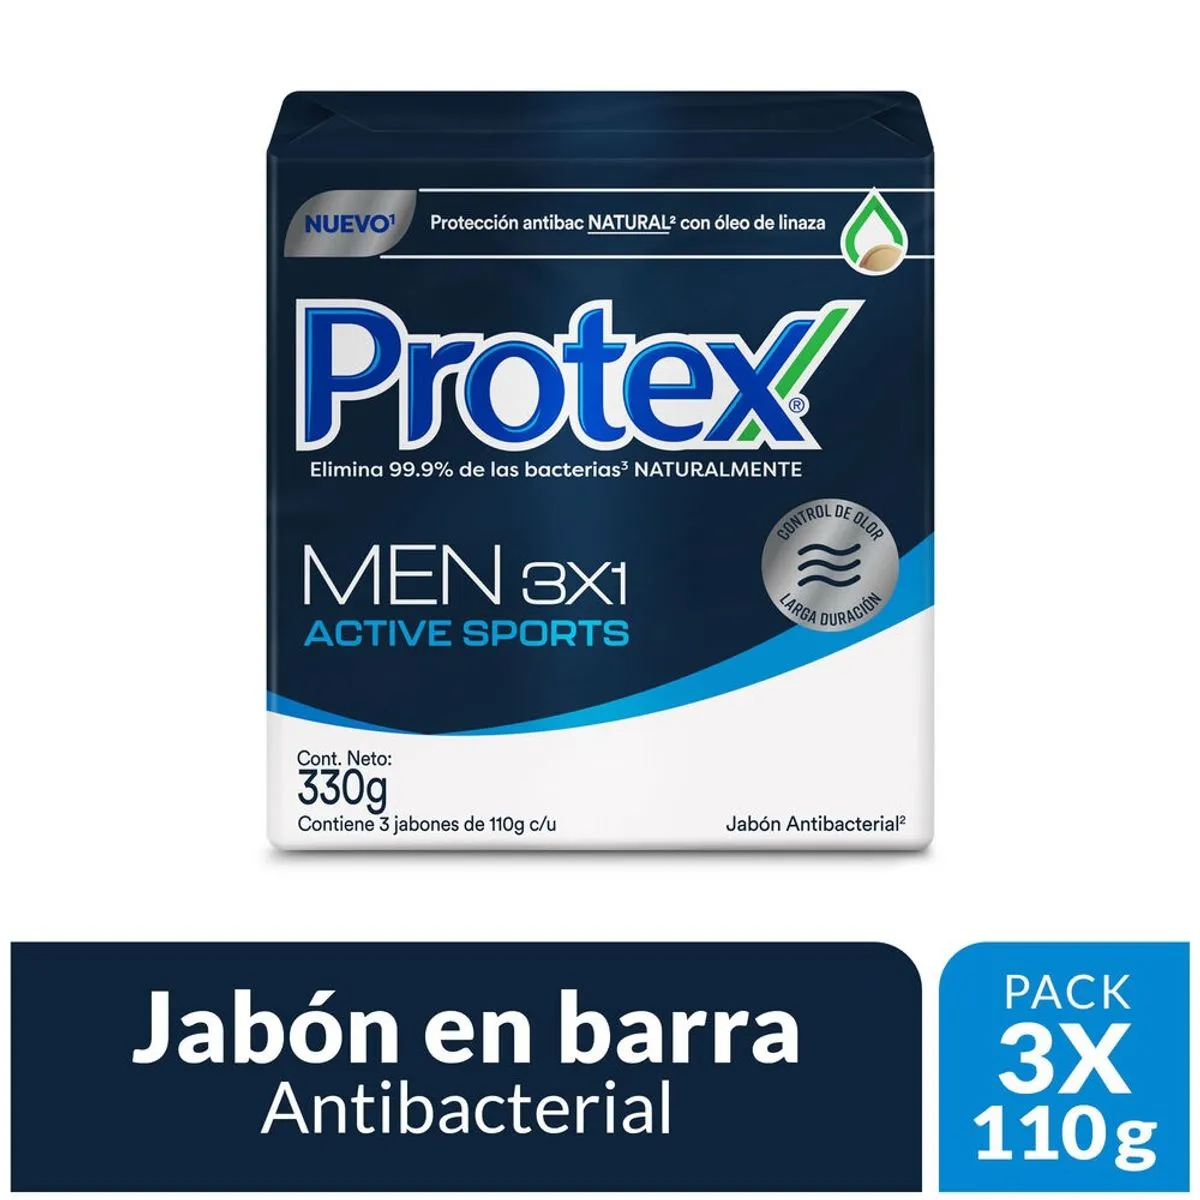 NUEVO¹
Protección antibac NATURAL² con óleo de linaza
Protex®
Elimina 99.9% de las bacterias³ NATURALMENTE
CONTROL DE OLOR
LARGA DURACIÓN
MEN 3X1
ACTIVE SPORTS
Cont. Neto:
330g
Contiene 3 jabones de 110g c/u
Jabón Antibacterial²
Jabón en barra
Antibacterial
PACK
3X
110g